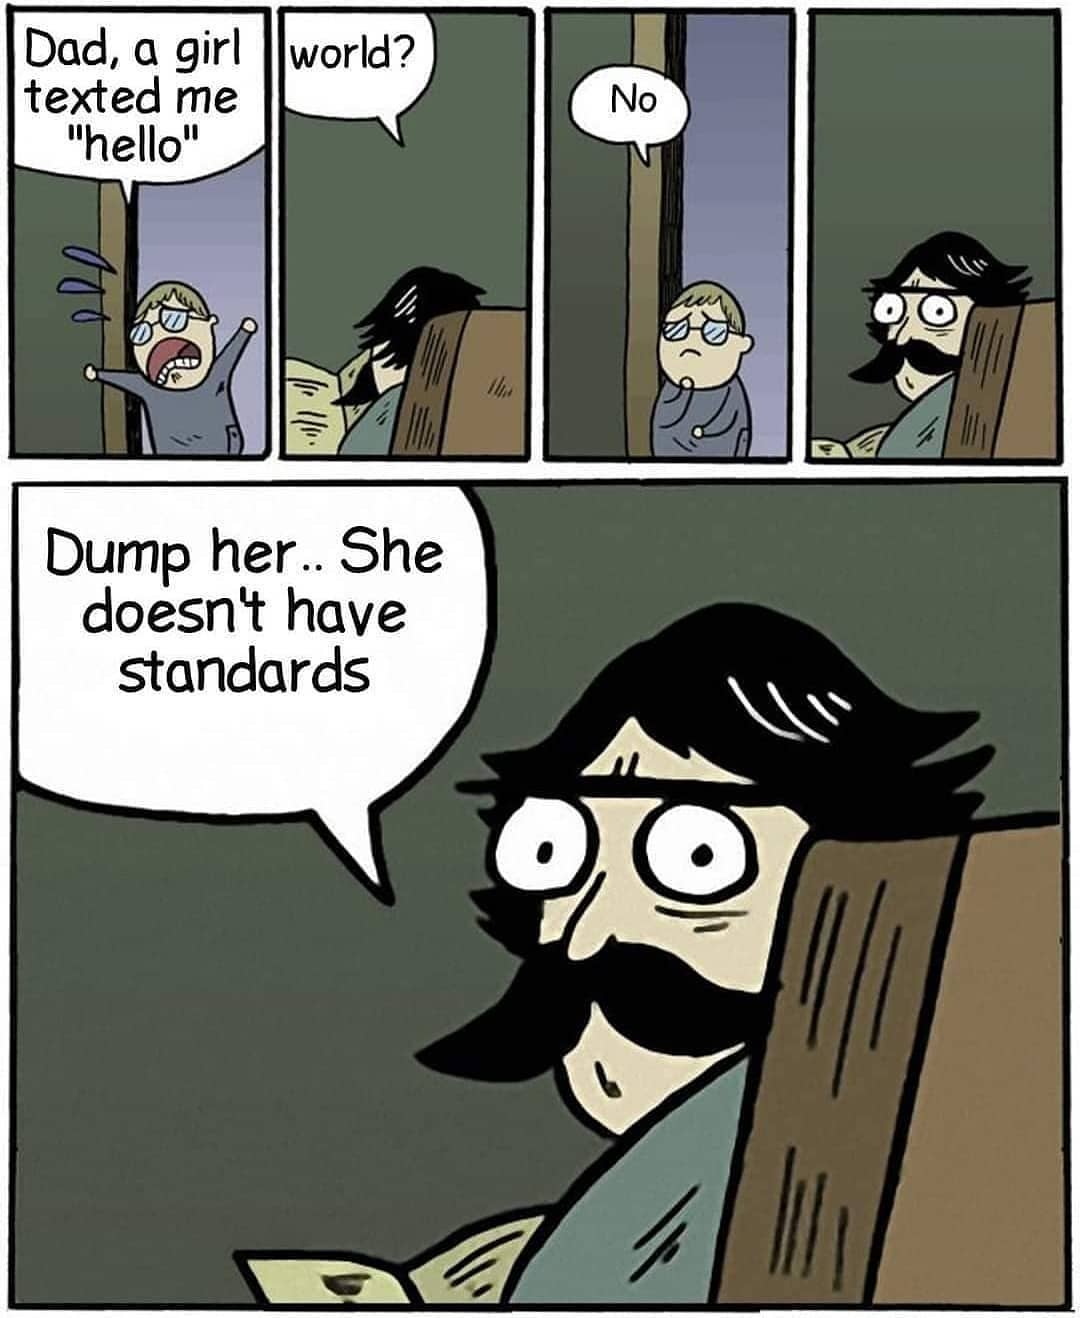 Dad, a girl
texted me
"hello"
world?
No
Dump her.. She
doesn't have
standards